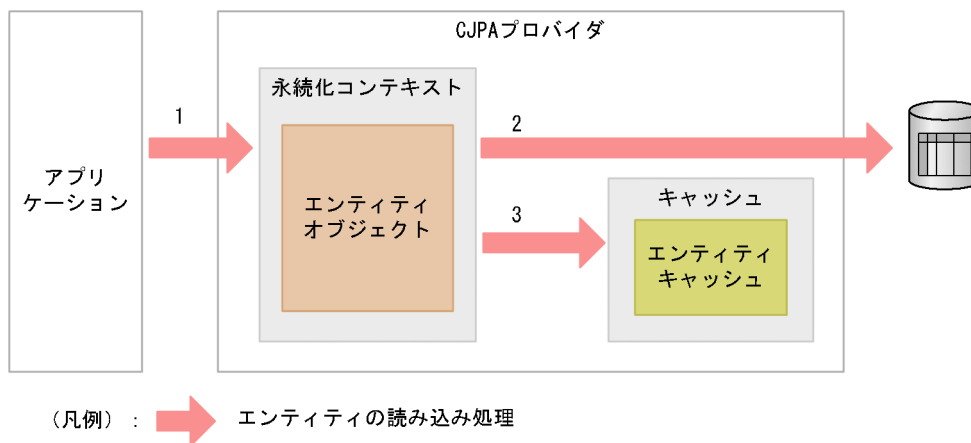 CJPAプロバイダ
永続化コンテキスト
1
2
アプリ
ケーション
エンティティ
オブジェクト
3
キャッシュ
エンティティ
キャッシュ
（凡例）：
エンティティの読み込み処理